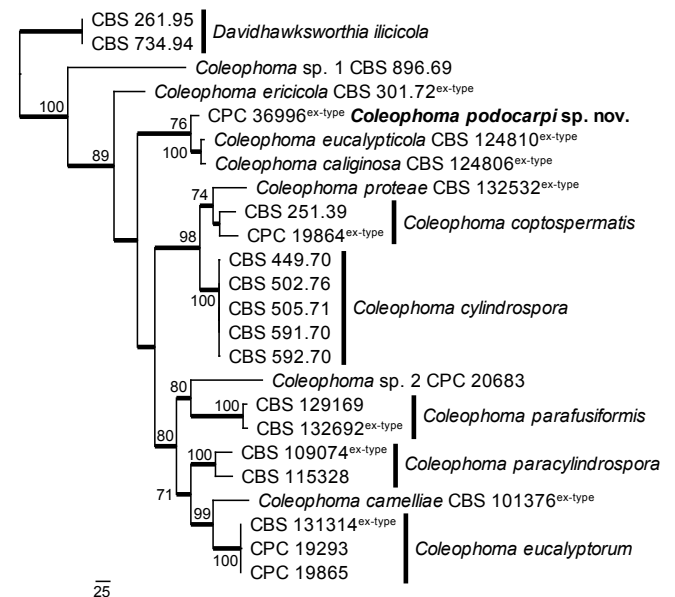 CBS 261.95
CBS 734.94
Davidhawksworthia ilicicola
Coleophoma sp. 1 CBS 896.69
100
Coleophoma ericicola CBS 301.72ex-type
89
CPC 36996ex-type Coleophoma podocarpi sp. nov.
76
Coleophoma eucalypticola CBS 124810ex-type
100
Coleophoma caliginosa CBS 124806ex-type
Coleophoma proteae CBS 132532ex-type
74
CBS 251.39
CPC 19864ex-type
Coleophoma coptospermatis
98
CBS 449.70
CBS 502.76
CBS 505.71
CBS 591.70
CBS 592.70
100
Coleophoma cylindrospora
Coleophoma sp. 2 CPC 20683
80
CBS 129169
CBS 132692ex-type
100
Coleophoma parafusiformis
80
CBS 109074ex-type
CBS 115328
100
Coleophoma paracylindrospora
71
Coleophoma camelliae CBS 101376ex-type
99
CBS 131314ex-type
CPC 19293
CPC 19865
100
Coleophoma eucalyptorum
25